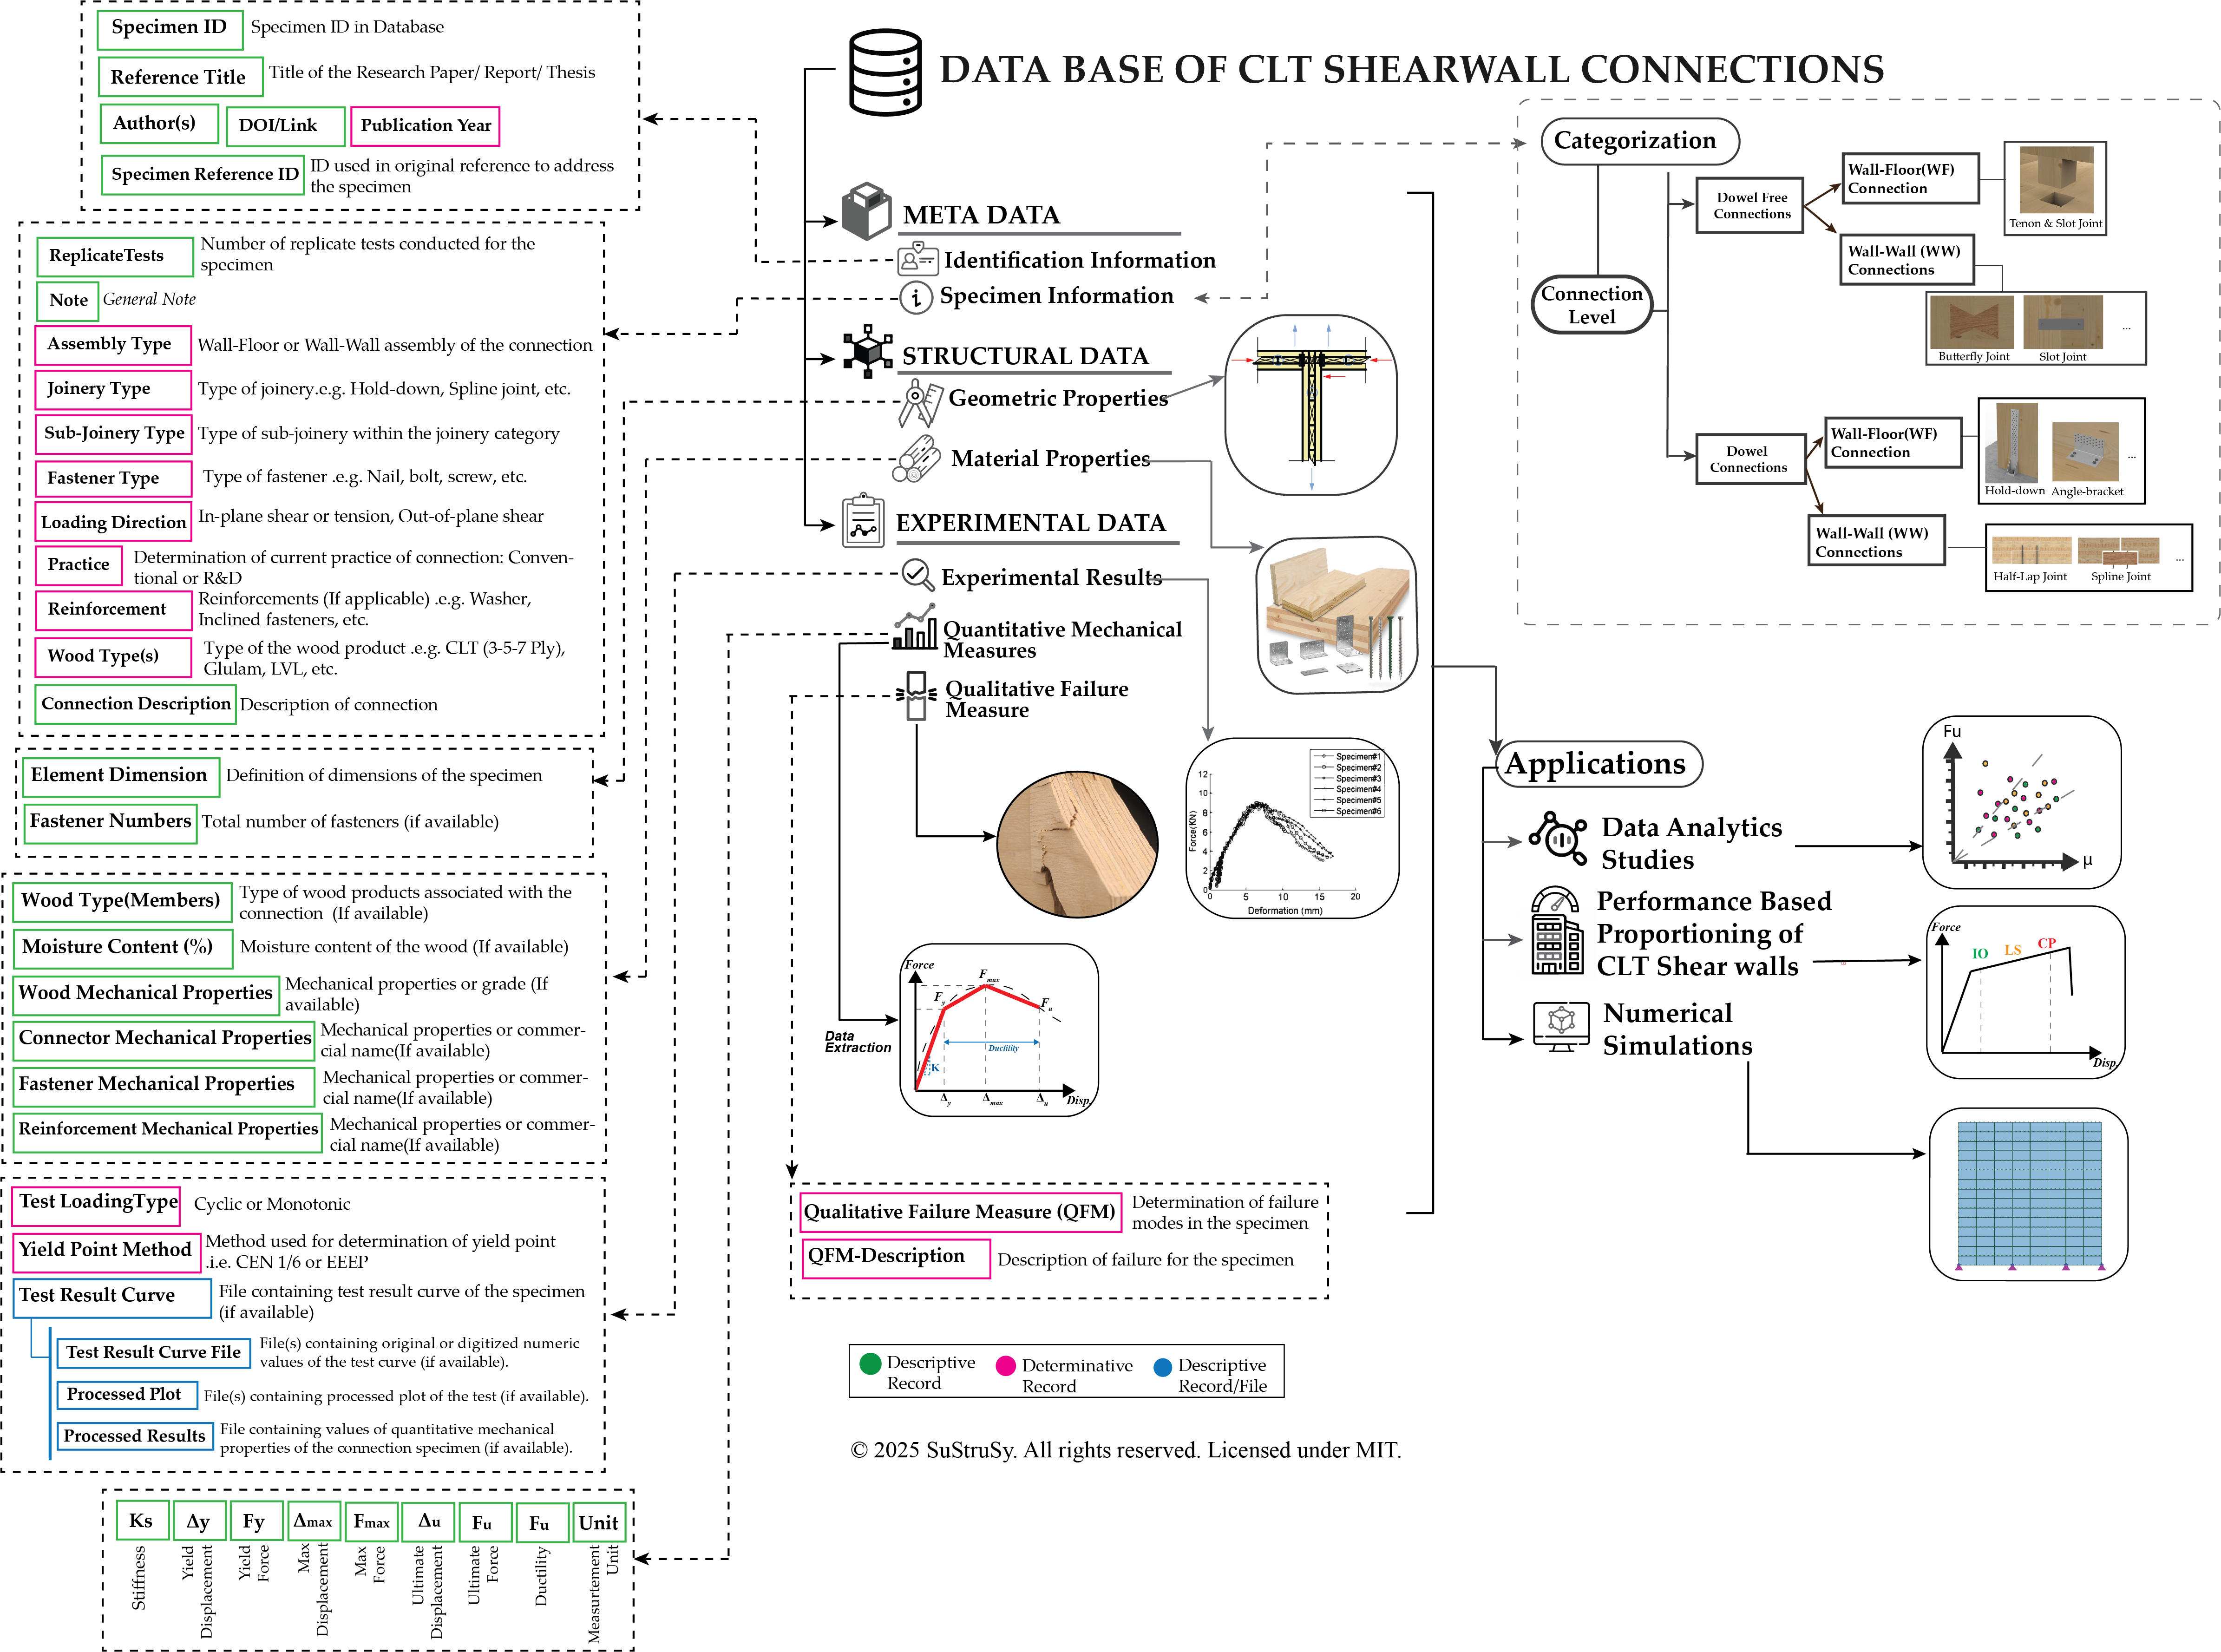 DATA BASE OF CLT SHEARWALL CONNECTIONS
Specimen ID
Specimen ID in Database
Reference Title
Title of the Research Paper/ Report/ Thesis
Author(s)
DOI/Link
Publication Year
Specimen Reference ID
ID used in original reference to address
the specimen
ReplicateTests
Number of replicate tests conducted for the
specimen
Note
General Note
Assembly Type
Wall-Floor or Wall-Wall assembly of the connection
Joinery Type
Type of joinery.e.g. Hold-down, Spline joint, etc.
Sub-Joinery Type
Type of sub-joinery within the joinery category
Fastener Type
Type of fastener .e.g. Nail, bolt, screw, etc.
Loading Direction
In-plane shear or tension, Out-of-plane shear
Practice
Determination of current practice of connection: Conven-
tional or R&D
Reinforcement
Reinforcements (If applicable) .e.g. Washer,
Inclined fasteners, etc.
Wood Type(s)
Type of the wood product .e.g. CLT (3-5-7 Ply),
Glulam, LVL, etc.
Connection Description
Description of connection
Element Dimension
Definition of dimensions of the specimen
Fastener Numbers
Total number of fasteners (if available)
Wood Type(Members)
Type of wood products associated with the
connection (If available)
Moisture Content (%)
Moisture content of the wood (If available)
Wood Mechanical Properties
Mechanical properties or grade (If
available)
Connector Mechanical Properties
Mechanical properties or commer-
cial name(If available)
Fastener Mechanical Properties
Mechanical properties or commer-
cial name(If available)
Reinforcement Mechanical Properties
Mechanical properties or commer-
cial name(If available)
Test LoadingType
Cyclic or Monotonic
Yield Point Method
Method used for determination of yield point
.i.e. CEN 1/6 or EEEP
Test Result Curve
File containing test result curve of the specimen
(if available)
Test Result Curve File
File(s) containing original or digitized numeric
values of the test curve (if available).
Processed Plot
File(s) containing processed plot of the test (if available).
Processed Results
File containing values of quantitative mechanical
properties of the connection specimen (if available).
Ks
Δy
Fy
Δmax
Fmax
Δu
Fu
Fu
Unit
Stiffness
Yield
Displacement
Yield
Force
Max
Displacement
Max
Force
Ultimate
Displacement
Ultimate
Force
Ductility
Measurtement
Unit
META DATA
Identification Information
Specimen Information
STRUCTURAL DATA
Geometric Properties
Material Properties
EXPERIMENTAL DATA
Experimental Results
Quantitative Mechanical
Measures
Qualitative Failure
Measure
Specimen#1
Specimen#2
Specimen#3
Specimen#4
Specimen#5
Specimen#6
Force(KN)
12
10
8
6
4
2
0
0
5
10
15
20
Deformation (mm)
Data
Extraction
Force
Fy
Fmax
Fu
Ductility
K
Δy
Δmax
Δu
Disp.
Qualitative Failure Measure (QFM)
Determination of failure
modes in the specimen
QFM-Description
Description of failure for the specimen
Descriptive
Record
Determinative
Record
Descriptive
Record/File
© 2025 SuStruSy. All rights reserved. Licensed under MIT.
Categorization
Connection
Level
Dowel Free
Connections
Wall-Floor(WF)
Connection
Tenon & Slot Joint
Wall-Wall (WW)
Connections
Butterfly Joint
Slot Joint
...
Dowel
Connections
Wall-Floor(WF)
Connection
Hold-down
Angle-bracket
...
Wall-Wall (WW)
Connections
Half-Lap Joint
Spline Joint
...
Applications
Data Analytics
Studies
Fu
μ
Performance Based
Proportioning of
CLT Shear walls
Force
IO
LS
CP
Disp.
Numerical
Simulations